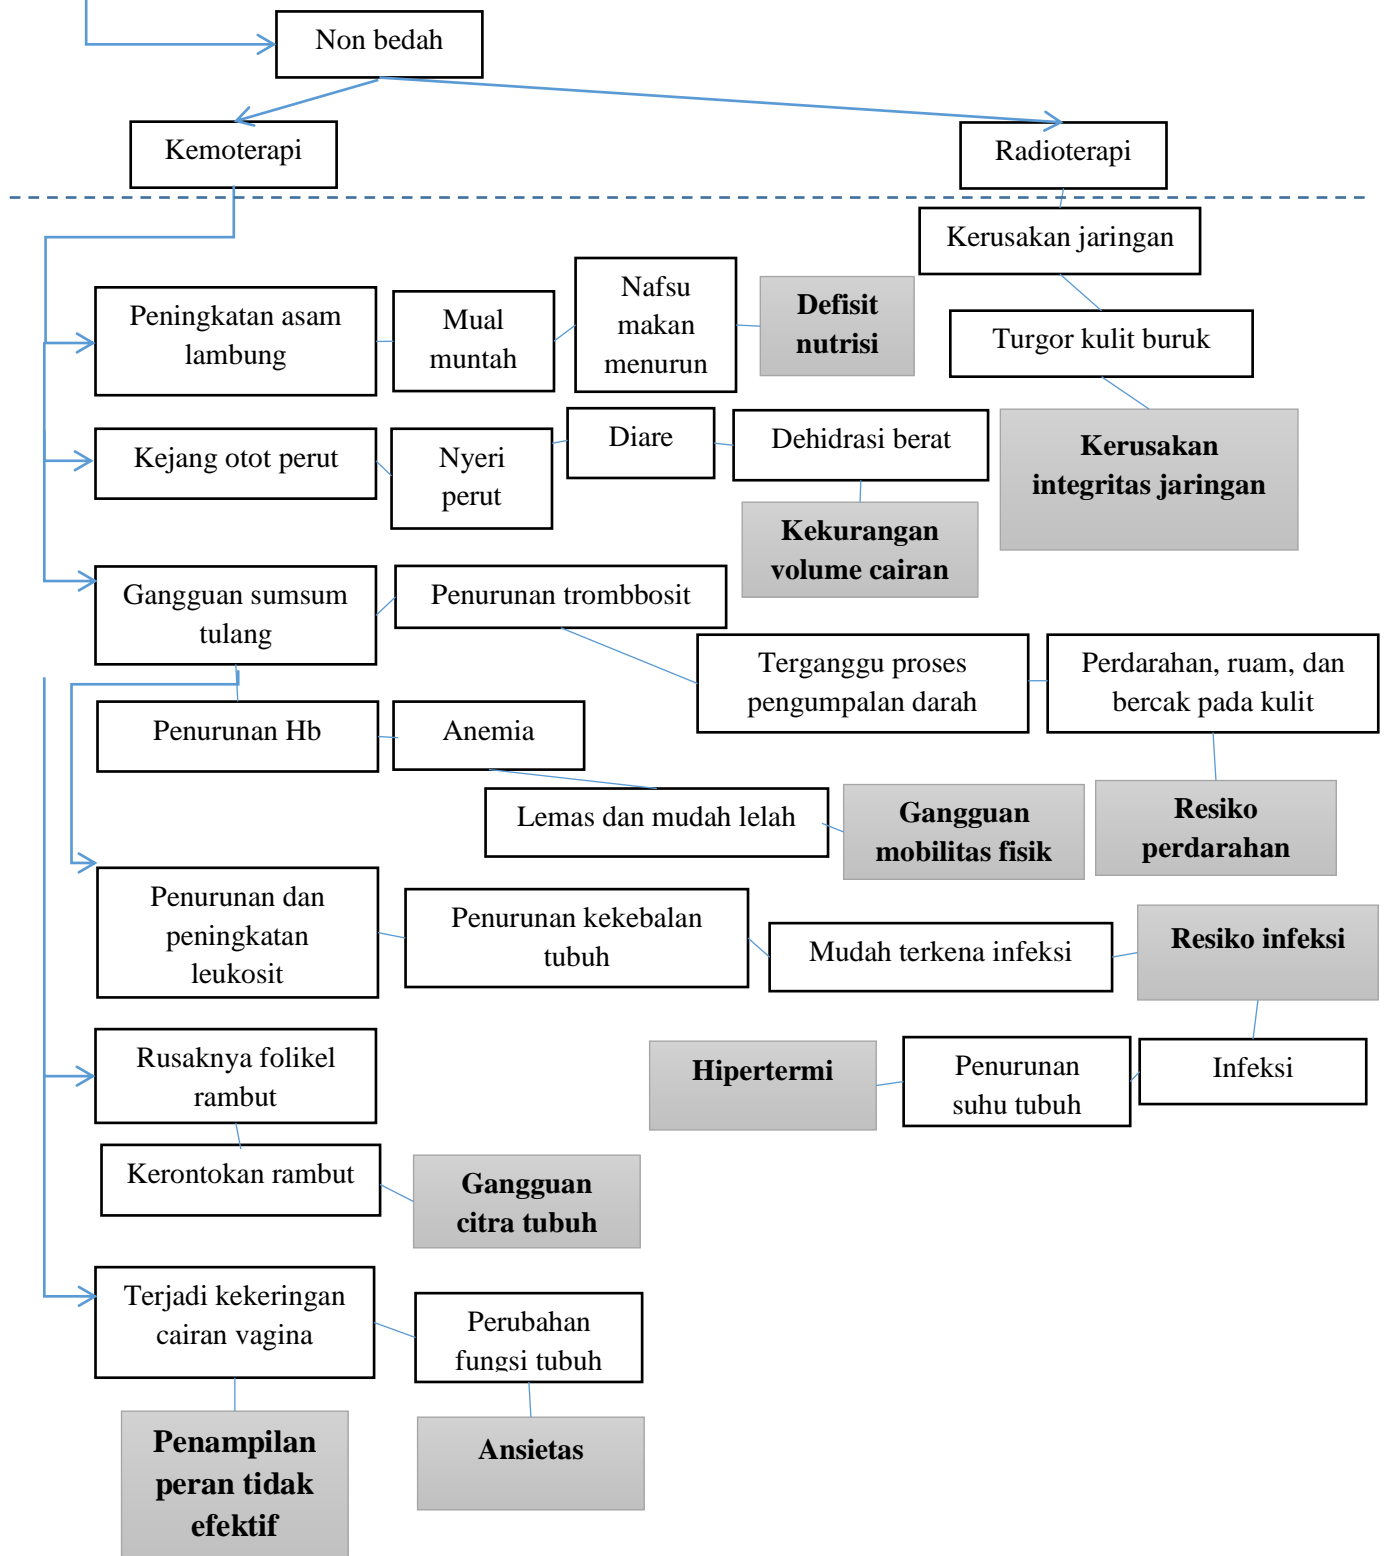 Non bedah
Kemoterapi
Radioterapi
Kerusakan jaringan
Peningkatan asam
lambung
Mual
muntah
Nafsu
makan
menurun
Defisit
nutrisi
Turgor kulit buruk
Kejang otot perut
Nyeri
perut
Diare
Dehidrasi berat
Kerusakan
integritas jaringan
Kekurangan
volume cairan
Gangguan sumsum
tulang
Penurunan trombbosit
Terganggu proses
pengumpalan darah
Perdarahan, ruam, dan
bercak pada kulit
Penurunan Hb
Anemia
Lemas dan mudah lelah
Gangguan
mobilitas fisik
Resiko
perdarahan
Penurunan dan
peningkatan
leukosit
Penurunan kekebalan
tubuh
Mudah terkena infeksi
Resiko infeksi
Rusaknya folikel
rambut
Hipertermi
Penurunan
suhu tubuh
Infeksi
Kerontokan rambut
Gangguan
citra tubuh
Terjadi kekeringan
cairan vagina
Perubahan
fungsi tubuh
Penampilan
peran tidak
efektif
Ansietas